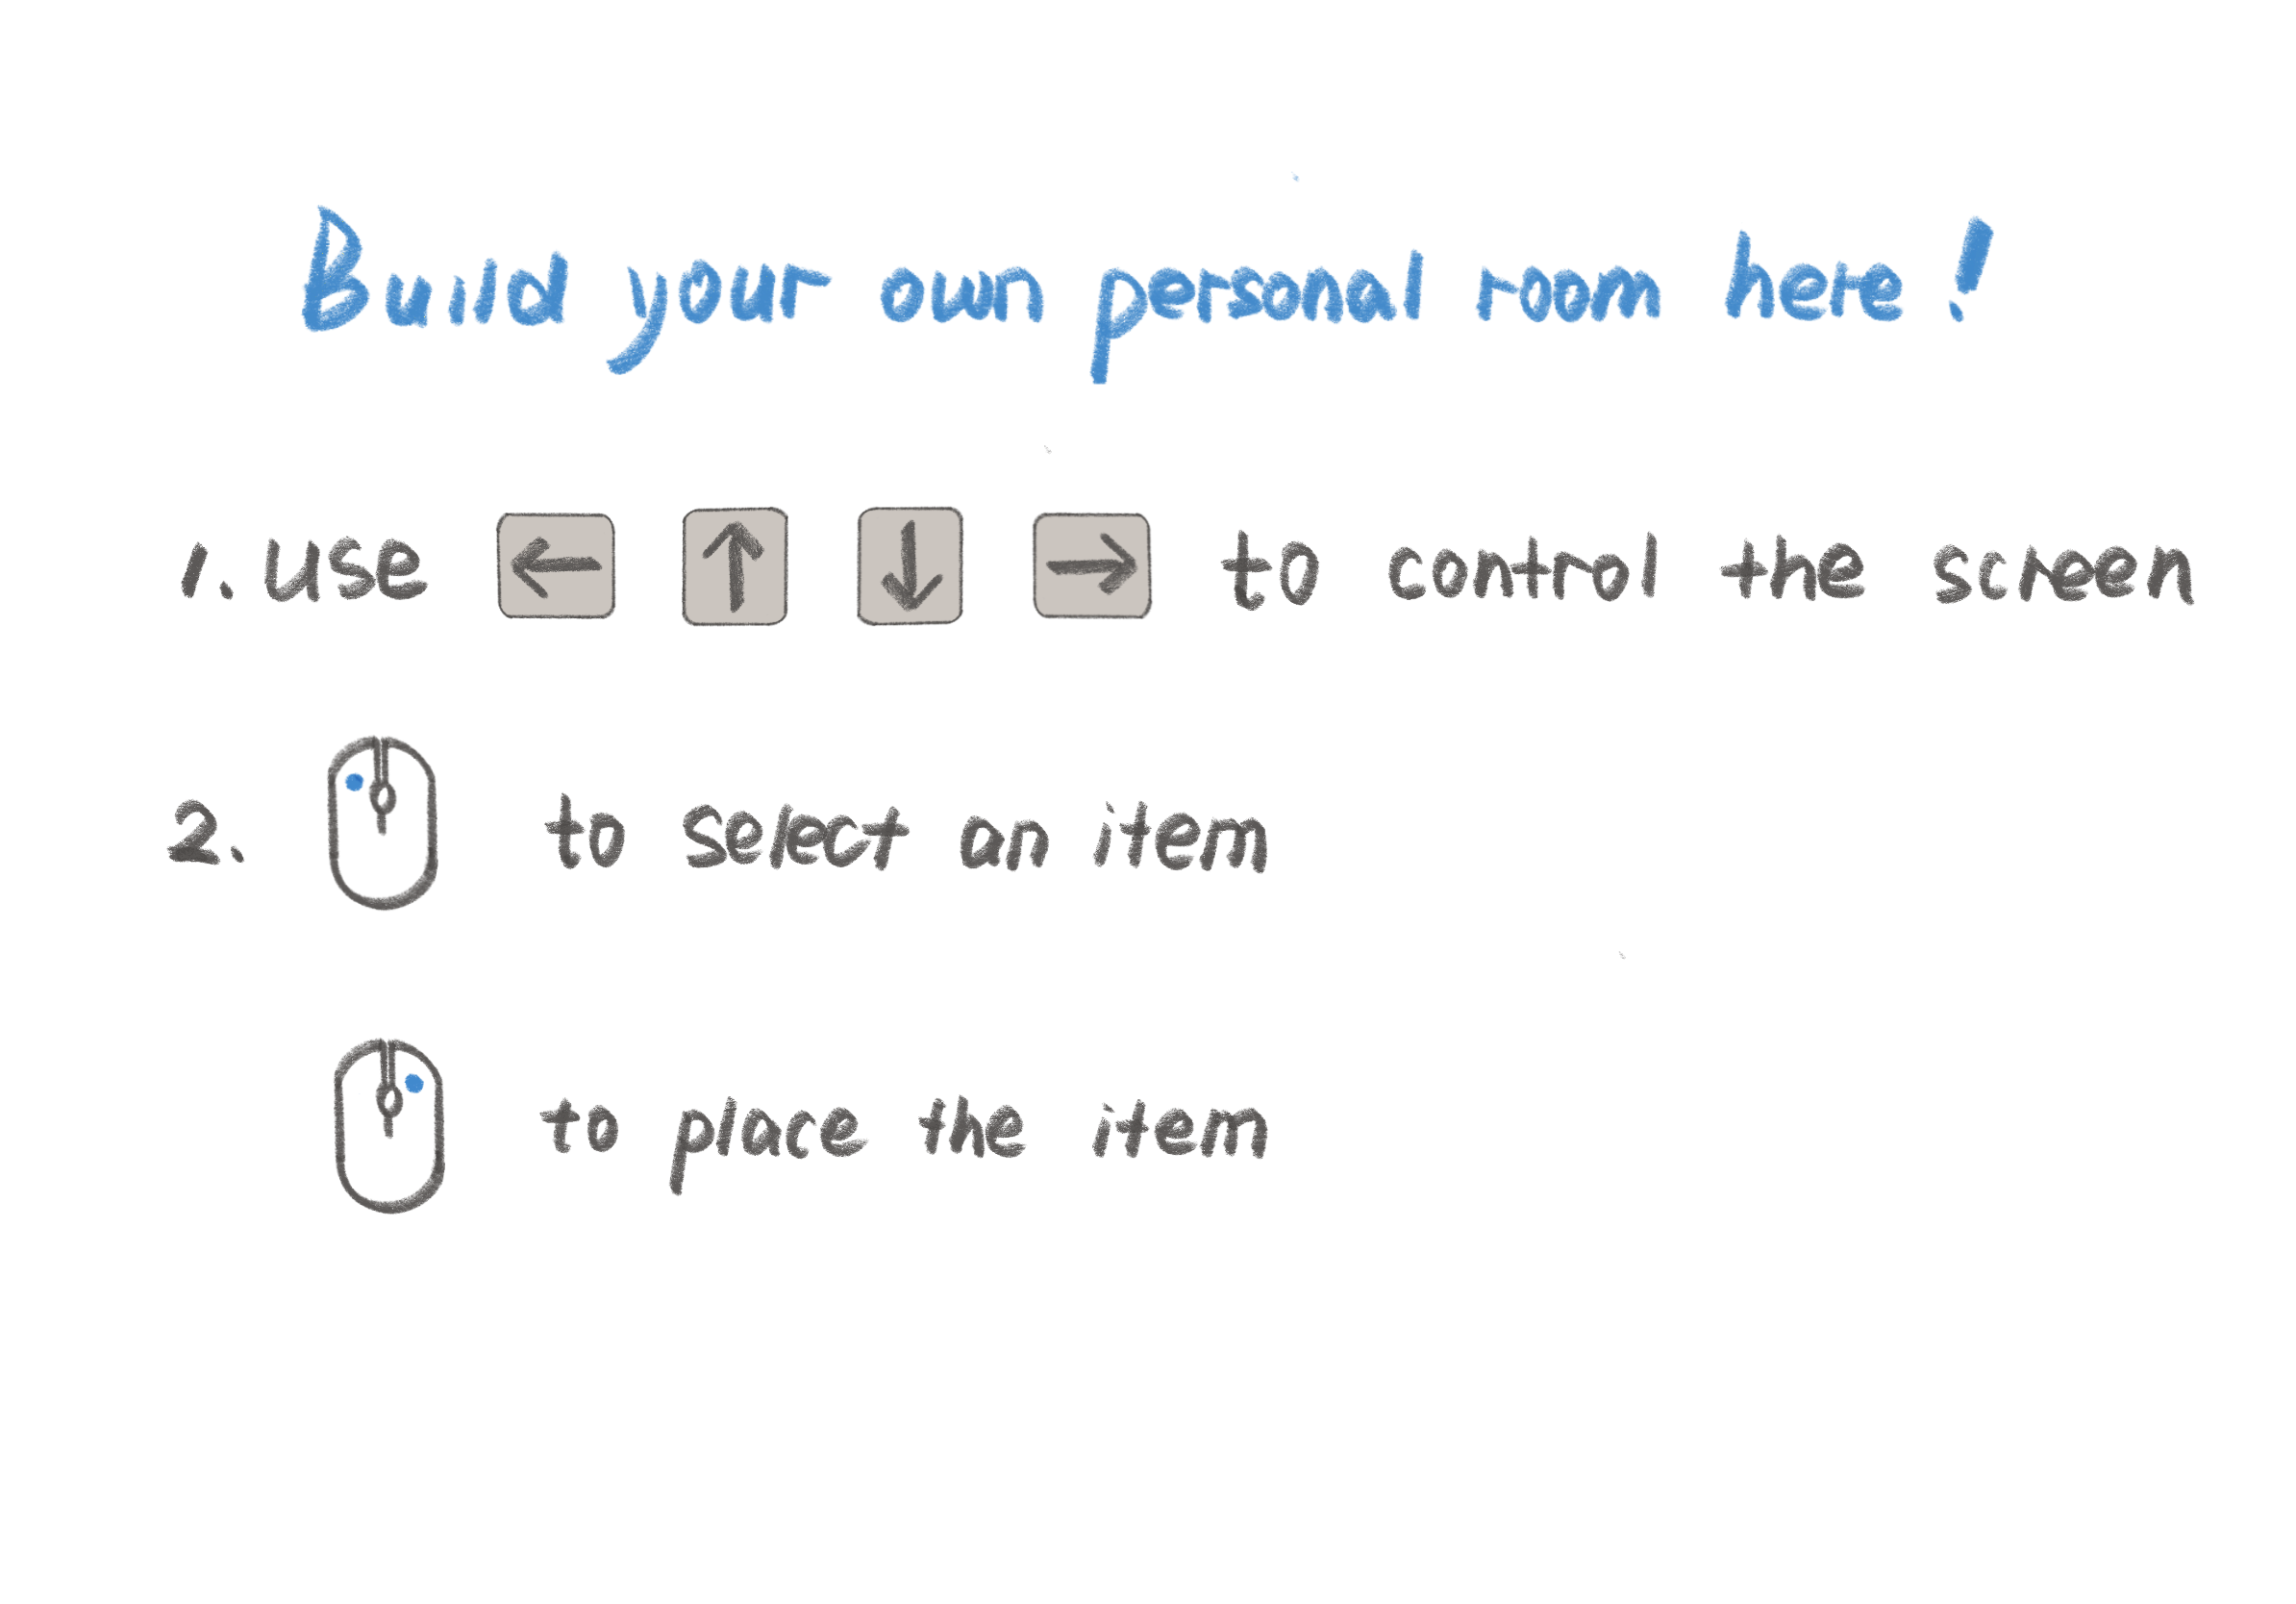 Build your own personal room here!
1. use ← ↑ ↓ → to control the screen
2. to select an item
to place the item